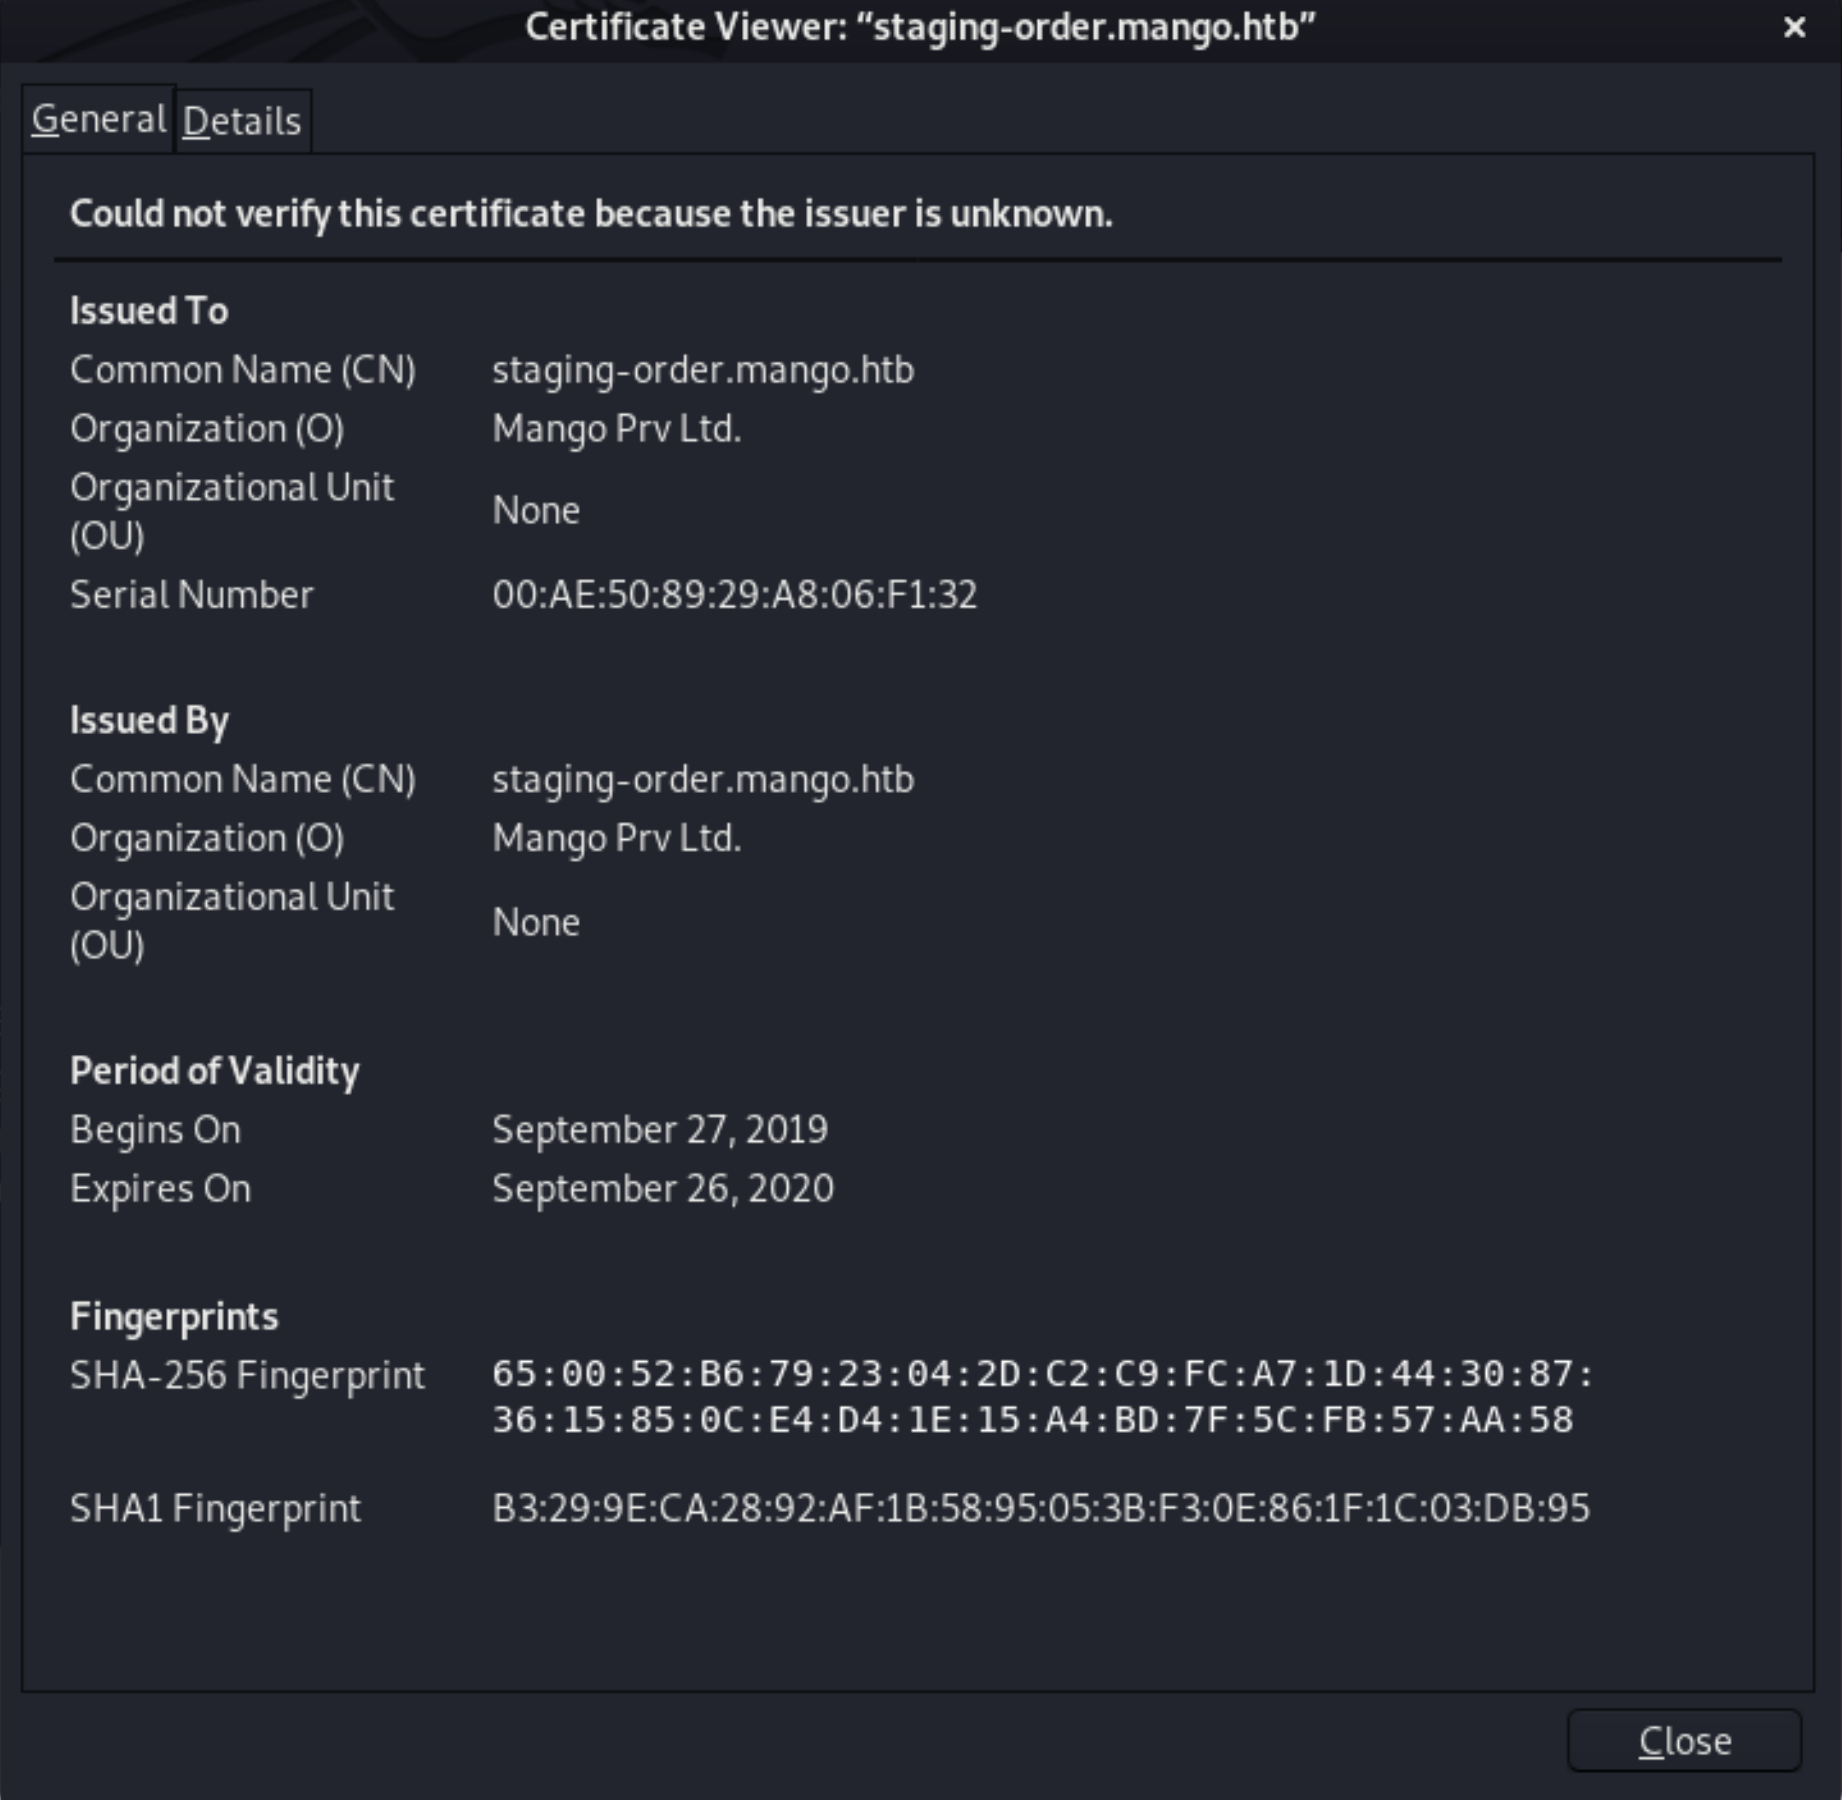 Certificate Viewer: “staging-order.mango.htb”
×
General Details
Could not verify this certificate because the issuer is unknown.
Issued To
Common Name (CN) staging-order.mango.htb
Organization (O) Mango Prv Ltd.
Organizational Unit (OU) None
Serial Number 00:AE:50:89:29:A8:06:F1:32
Issued By
Common Name (CN) staging-order.mango.htb
Organization (O) Mango Prv Ltd.
Organizational Unit (OU) None
Period of Validity
Begins On September 27, 2019
Expires On September 26, 2020
Fingerprints
SHA-256 Fingerprint 65:00:52:B6:79:23:04:2D:C2:C9:FC:A7:1D:44:30:87:
36:15:85:0C:E4:D4:1E:15:A4:BD:7F:5C:FB:57:AA:58
SHA1 Fingerprint B3:29:9E:CA:28:92:AF:1B:58:95:05:3B:F3:0E:86:1F:1C:03:DB:95
Close